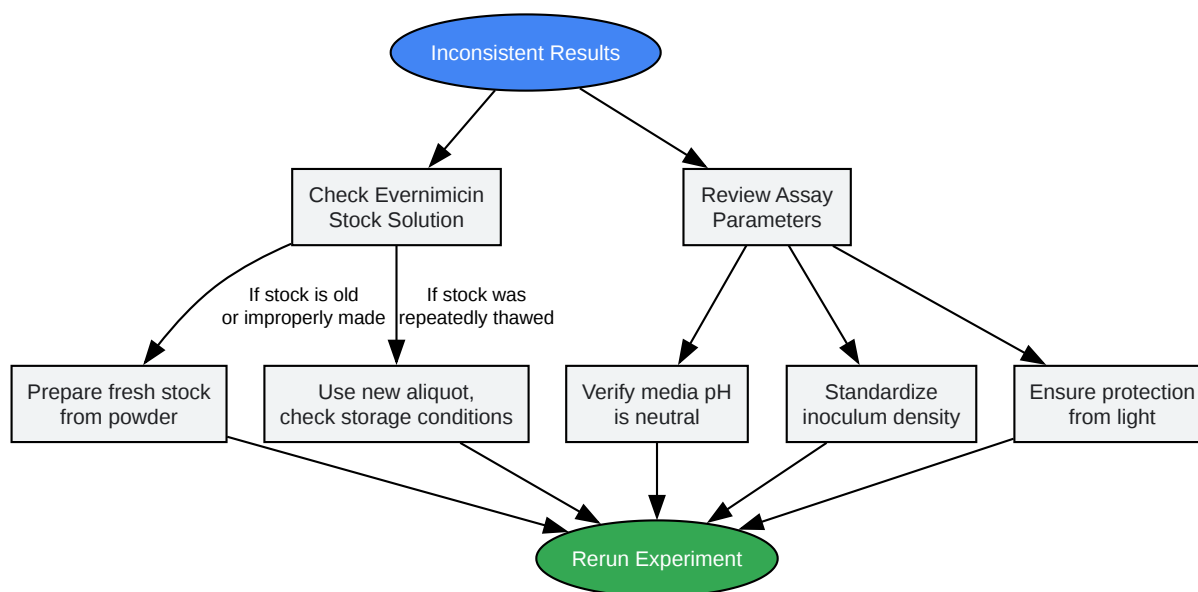 Inconsistent Results
Check Evernimicin
Stock Solution
Review Assay
Parameters
If stock is old
or improperly made
If stock was
repeatedly thawed
Prepare fresh stock
from powder
Use new aliquot,
check storage conditions
Verify media pH
is neutral
Standardize
inoculum density
Ensure protection
from light
Rerun Experiment